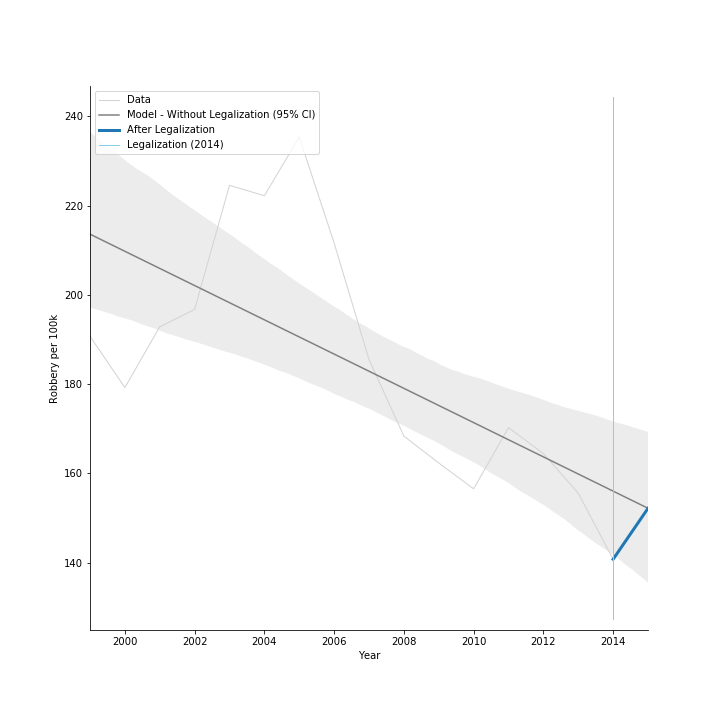 Data
Model - Without Legalization (95% CI)
After Legalization
Legalization (2014)
240
220
200
180
160
140
Robbery per 100k
2000 2002 2004 2006 2008 2010 2012 2014
Year